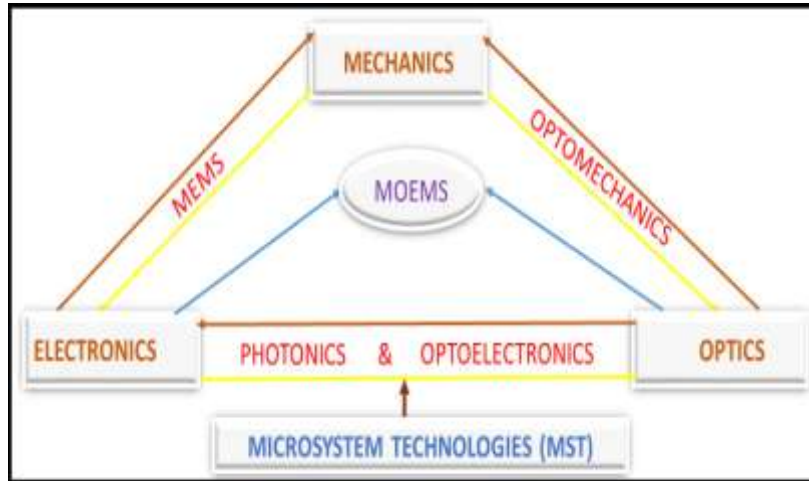 MECHANICS
MEMS
OPTOMECHANICS
MOEMS
ELECTRONICS
PHOTONICS & OPTOELECTRONICS
OPTICS
MICROSYSTEM TECHNOLOGIES (MST)